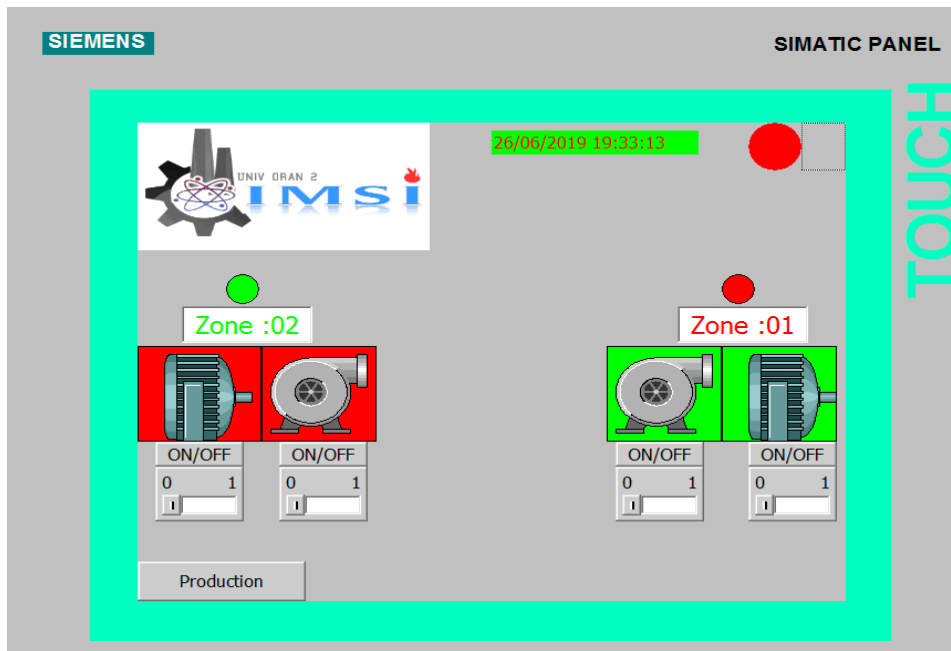 SIEMENS
SIMATIC PANEL
TOUCH
26/06/2019 19:33:13
UNIV ORAN 2
IMSI
Zone :02
Zone :01
ON/OFF ON/OFF ON/OFF ON/OFF
0 1 0 1 0 1 0 1
Production